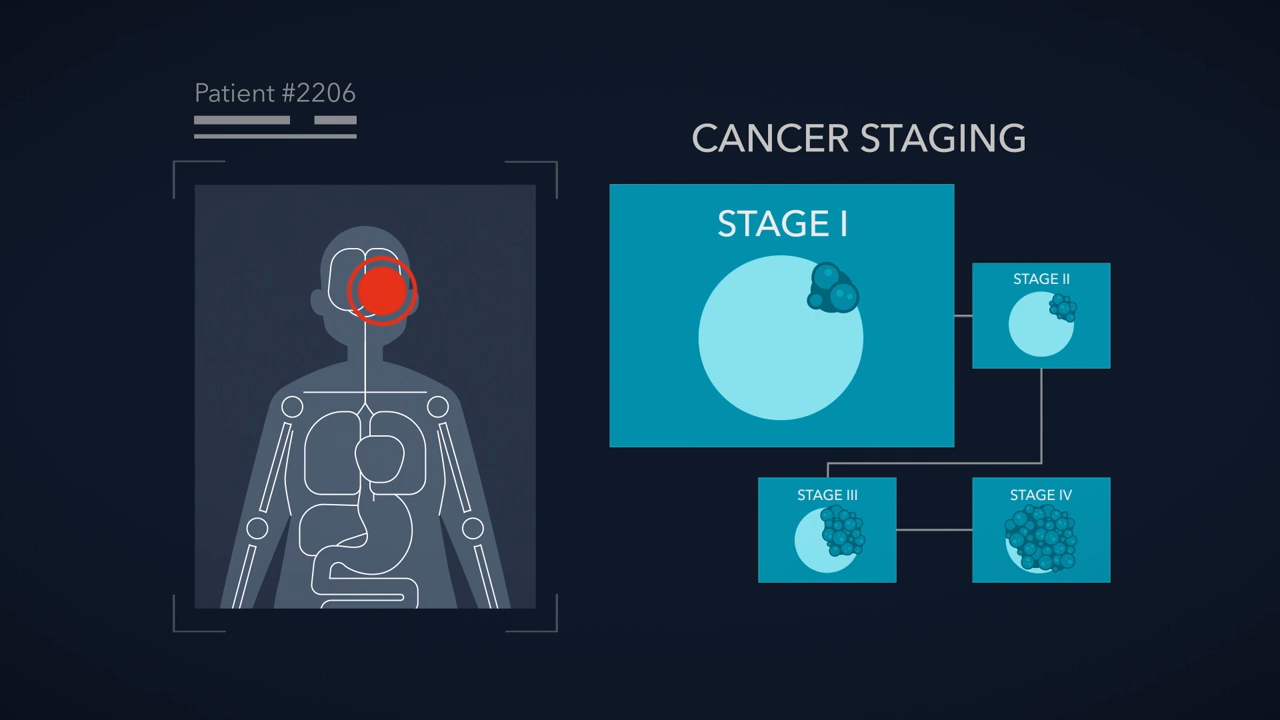 Patient #2206
CANCER STAGING
STAGE I
STAGE II
STAGE III
STAGE IV